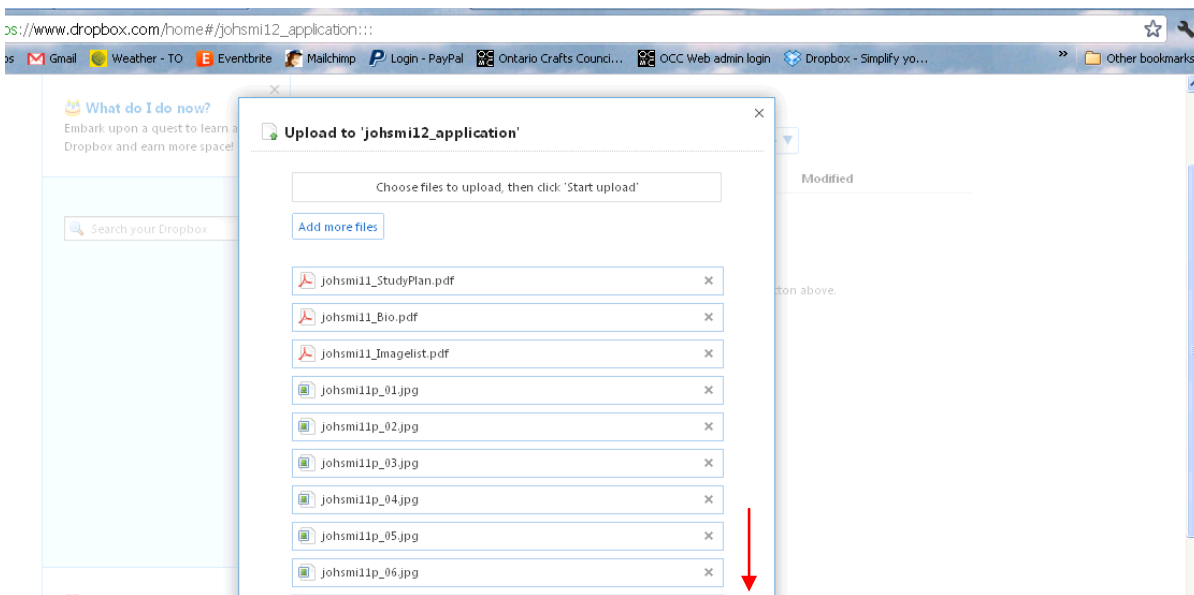 os://www.dropbox.com/home#/johsmi12_application:::
os Gmail Weather - TO Eventbrite Mailchimp Login - PayPal Ontario Crafts Counci... OCC Web admin login Dropbox - Simplify yo... » Other bookmarks
What do I do now?
Embark upon a quest to learn a
Dropbox and earn more space!
Search your Dropbox
Upload to 'johsmi12_application'
Choose files to upload, then click 'Start upload'
Add more files
johsmi11_StudyPlan.pdf
johsmi11_Bio.pdf
johsmi11_Imagelist.pdf
johsmi11p_01.jpg
johsmi11p_02.jpg
johsmi11p_03.jpg
johsmi11p_04.jpg
johsmi11p_05.jpg
johsmi11p_06.jpg
Modified
tton above.